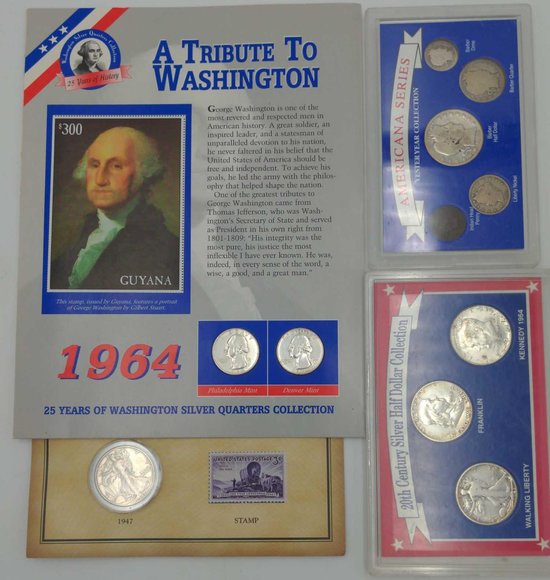 Washington Silver Quarters Collection
25 Years of History
A TRIBUTE TO
WASHINGTON
$300
GUYANA
This stamp, issued by Guyana, features a portrait
of George Washington by Gilbert Stuart.
George Washington is one of the
most revered and respected men in
American history. A great soldier, an
inspired leader, and a statesman of
unparalleled devotion to his nation,
he never faltered in his belief that the
United States of America should be
free and independent. To achieve his
goals, he led the army with the philos-
ophy that helped shape the nation.
One of the greatest tributes to
George Washington came from
Thomas Jefferson, who was Wash-
ington's Secretary of State and served
as President in his own right from
1801-1809: "His integrity was the
most pure, his justice the most
inflexible I have ever known. He was,
indeed, in every sense of the word, a
wise, a good, and a great man."
1964
Philadelphia Mint
Denver Mint
25 YEARS OF WASHINGTON SILVER QUARTERS COLLECTION
1947
UNITED STATES POSTAGE
3¢
STAMP
AMERICANA SERIES
YESTERYEAR COLLECTION
Barber Dime
Barber Quarter
Barber Half Dollar
Liberty Nickel
Indian Head Penny
20th Century Silver Half Dollar Collection
KENNEDY 1964
FRANKLIN
WALKING LIBERTY